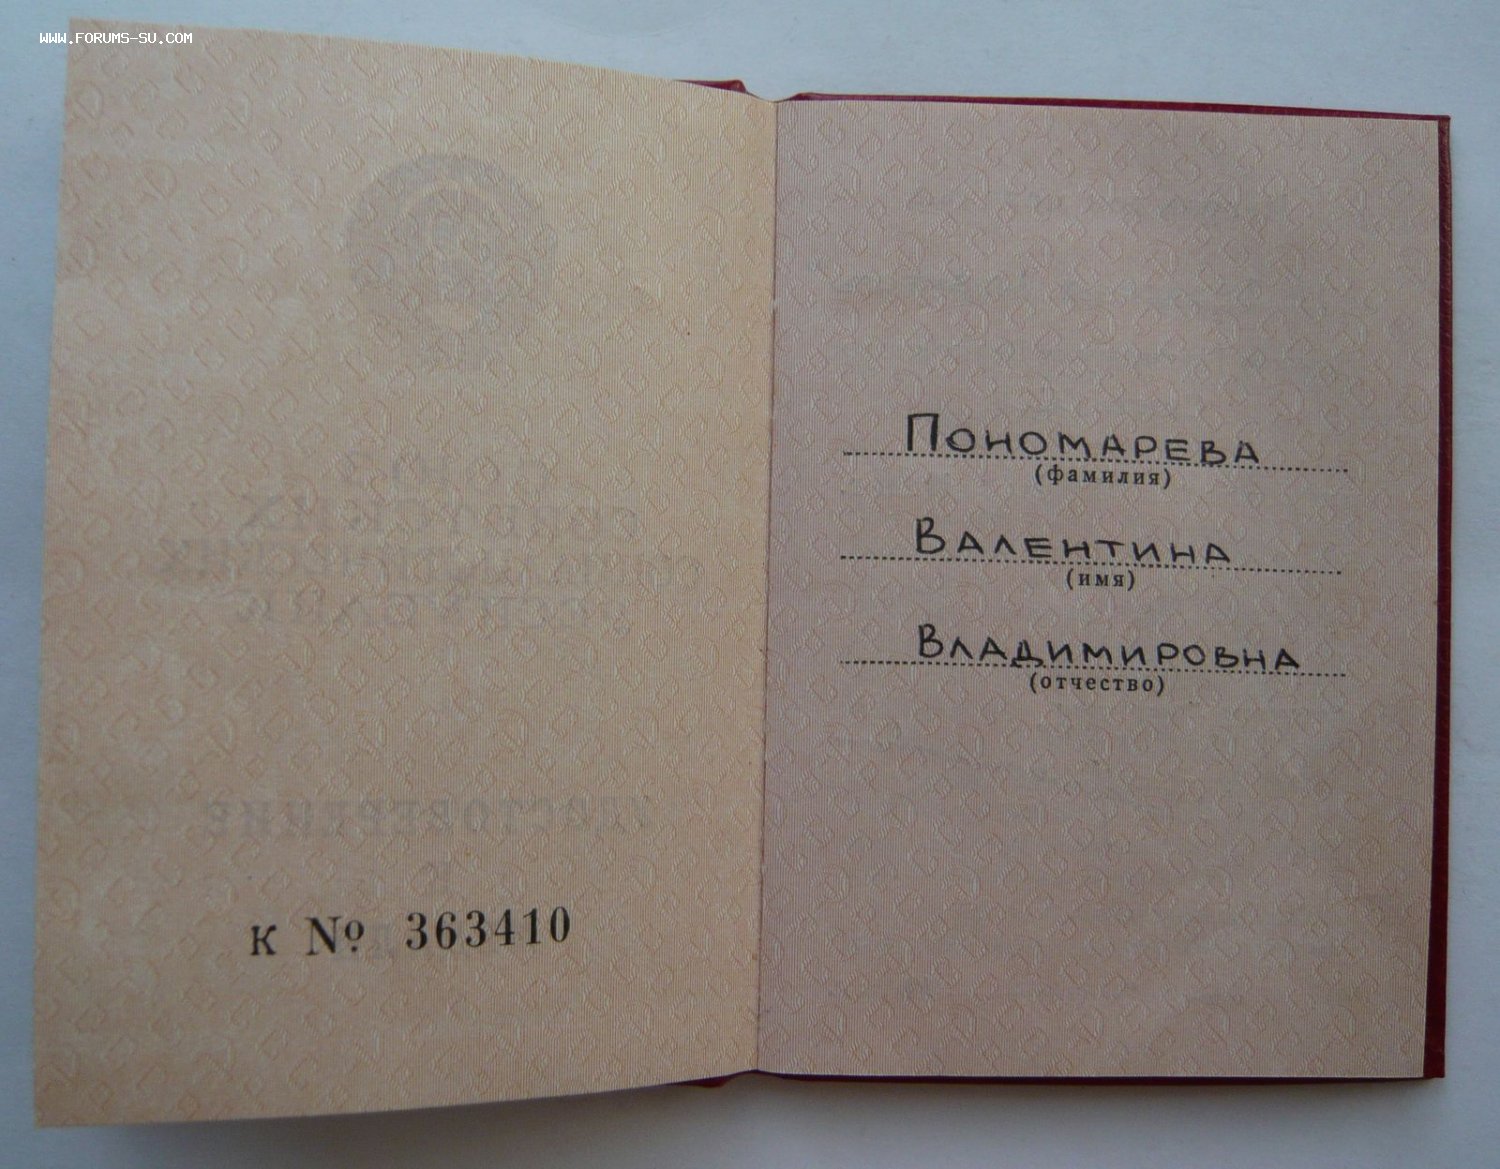 WWW.FORUMS-SU.COM
к № 363410
Пономарева
(фамилия)
Валентина
(имя)
Владимировна
(отчество)